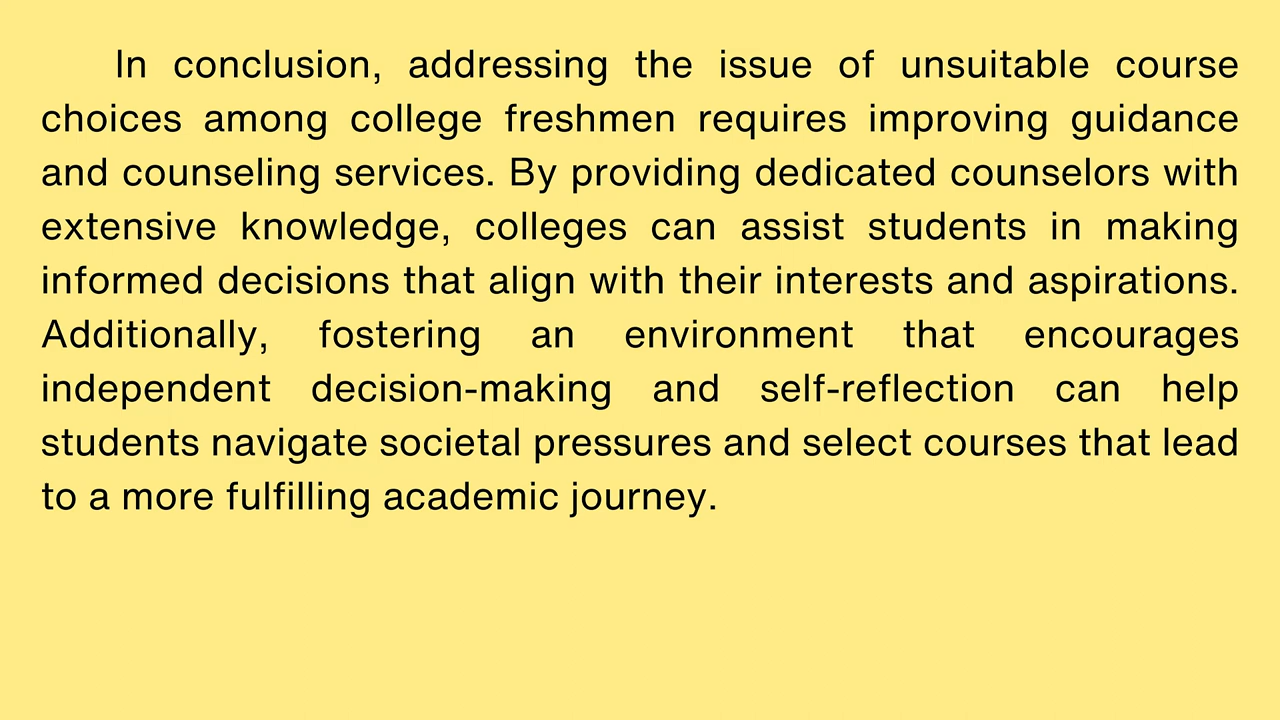 In conclusion, addressing the issue of unsuitable course
choices among college freshmen requires improving guidance
and counseling services. By providing dedicated counselors with
extensive knowledge, colleges can assist students in making
informed decisions that align with their interests and aspirations.
Additionally, fostering an environment that encourages
independent decision-making and self-reflection can help
students navigate societal pressures and select courses that lead
to a more fulfilling academic journey.